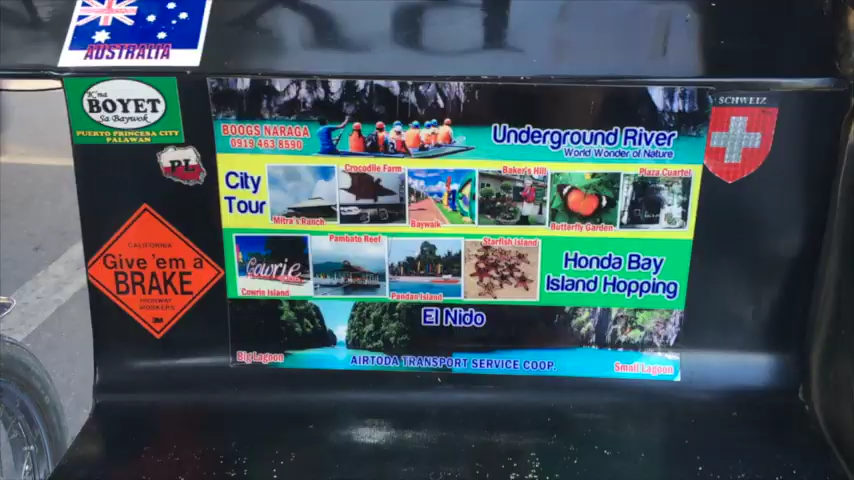 AUSTRALIA
K'na
BOYET
Sa Baywok
PUERTO PRINCESA CITY
PALAWAN
PL
CALIFORNIA
Give 'em a
BRAKE
HIGHWAY
WORKERS
3M
BOOGS NARAGA
0919 463 8590
Underground River
World Wonder of Nature
City
Tour
Mitra's Ranch
Crocodile Farm
Baywalk
Baker's Hill
Butterfly Garden
Plaza Cuartel
Cowrie
Cowrie Island
Pambato Reef
Pandan Island
Starfish Island
Honda Bay
Island Hopping
El Nido
Big Lagoon
AIRTODA TRANSPORT SERVICE COOP.
Small Lagoon
SCHWEIZ